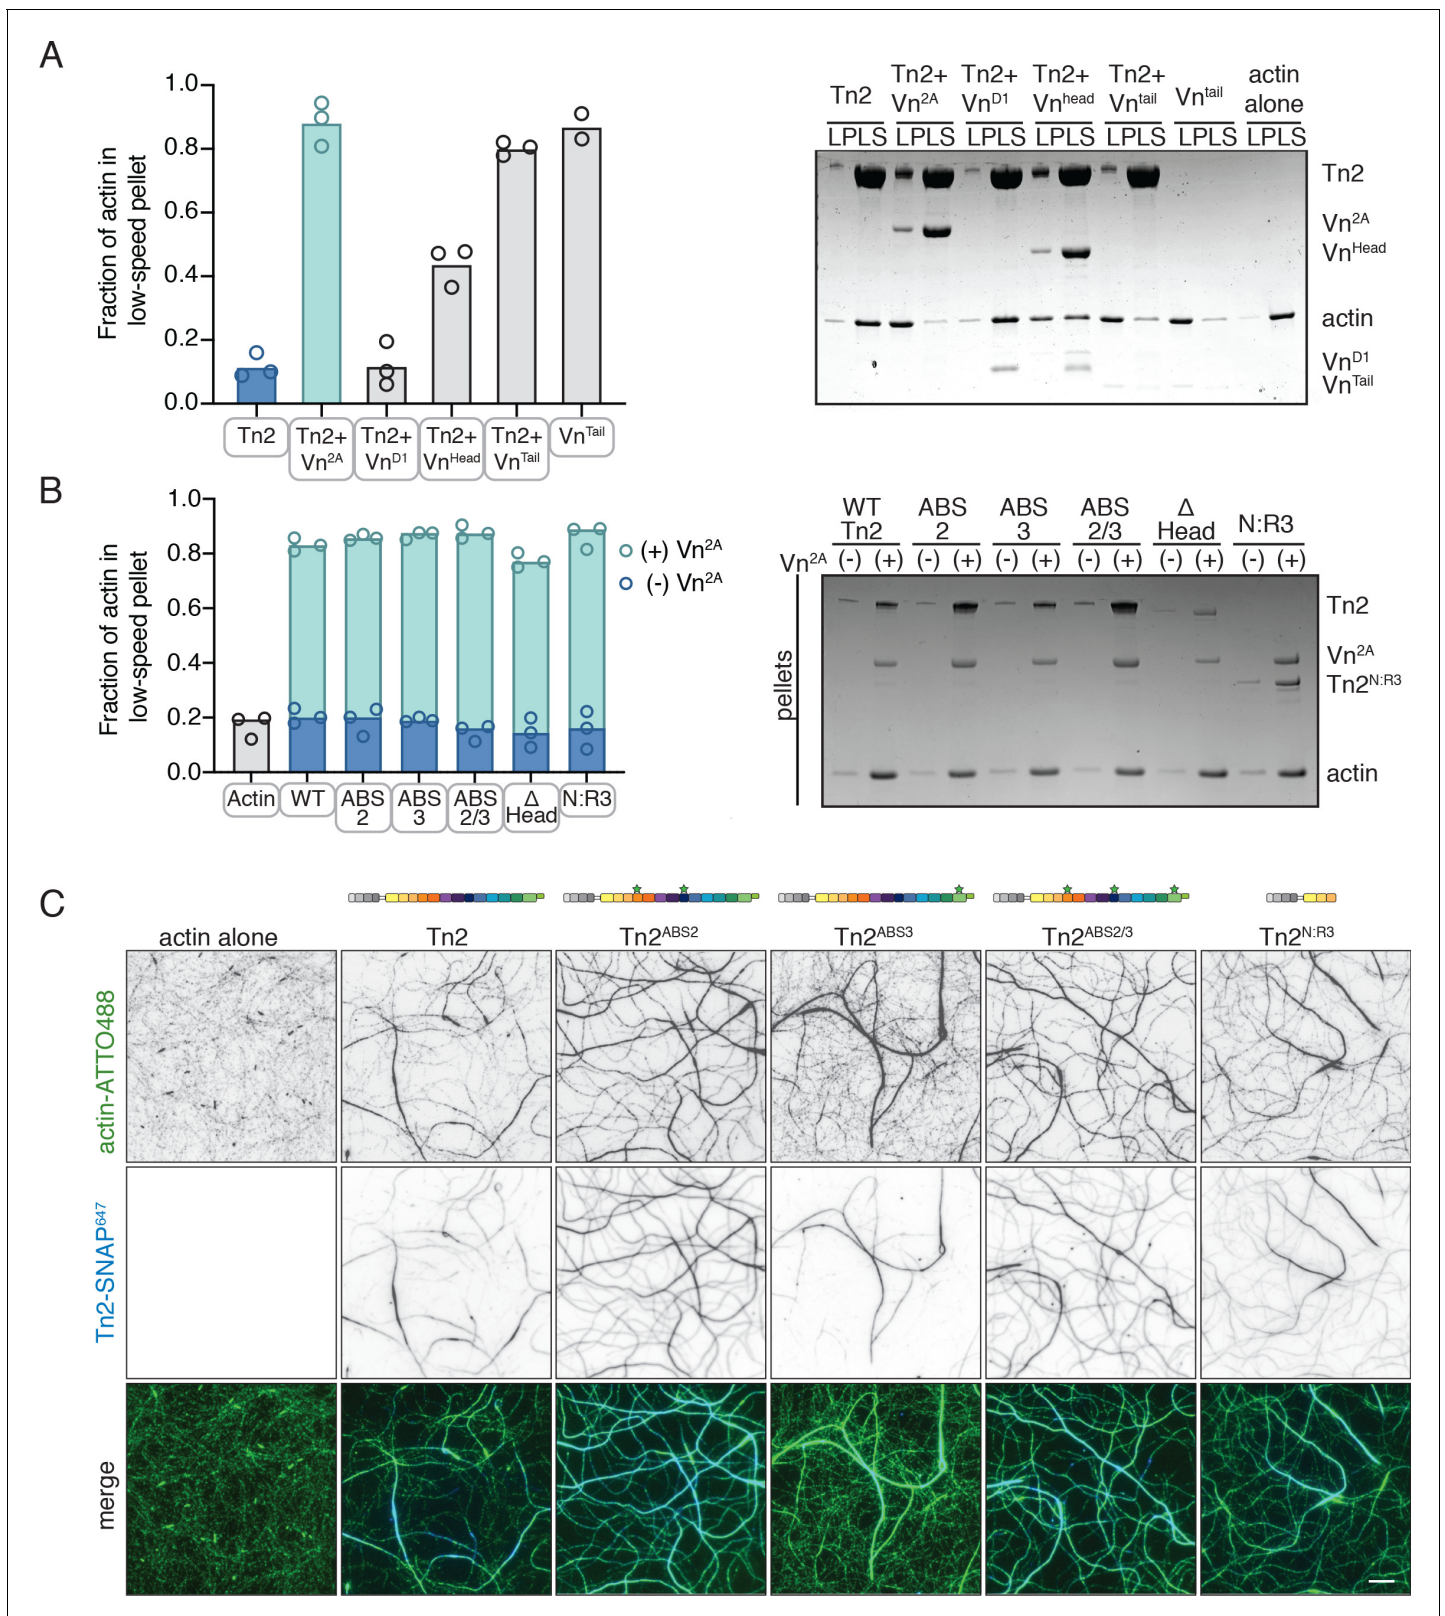 A
Fraction of actin in
low-speed pellet
1.0
0.8
0.6
0.4
0.2
0.0
Tn2
Tn2+
Vn2A
Tn2+
VnD1
Tn2+
VnHead
Tn2+
VnTail
VnTail
Tn2
Tn2+
Vn2A
Tn2+
VnD1
Tn2+
Vnhead
Tn2+
Vntail
Vntail
actin
alone
LPLS LPLS LPLS LPLS LPLS LPLS LPLS
Tn2
Vn2A
VnHead
actin
VnD1
VnTail
B
Fraction of actin in
low-speed pellet
1.0
0.8
0.6
0.4
0.2
0.0
(+) Vn2A
(-) Vn2A
Actin
WT
ABS
2
ABS
3
ABS
2/3
Δ
Head
N:R3
WT
Tn2
ABS
2
ABS
3
ABS
2/3
Δ
Head
N:R3
Vn2A (-) (+) (-) (+) (-) (+) (-) (+) (-) (+) (-) (+)
pellets
Tn2
Vn2A
Tn2N:R3
actin
C
actin alone Tn2 Tn2ABS2 Tn2ABS3 Tn2ABS2/3 Tn2N:R3
actin-ATTO488
Tn2-SNAP647
merge